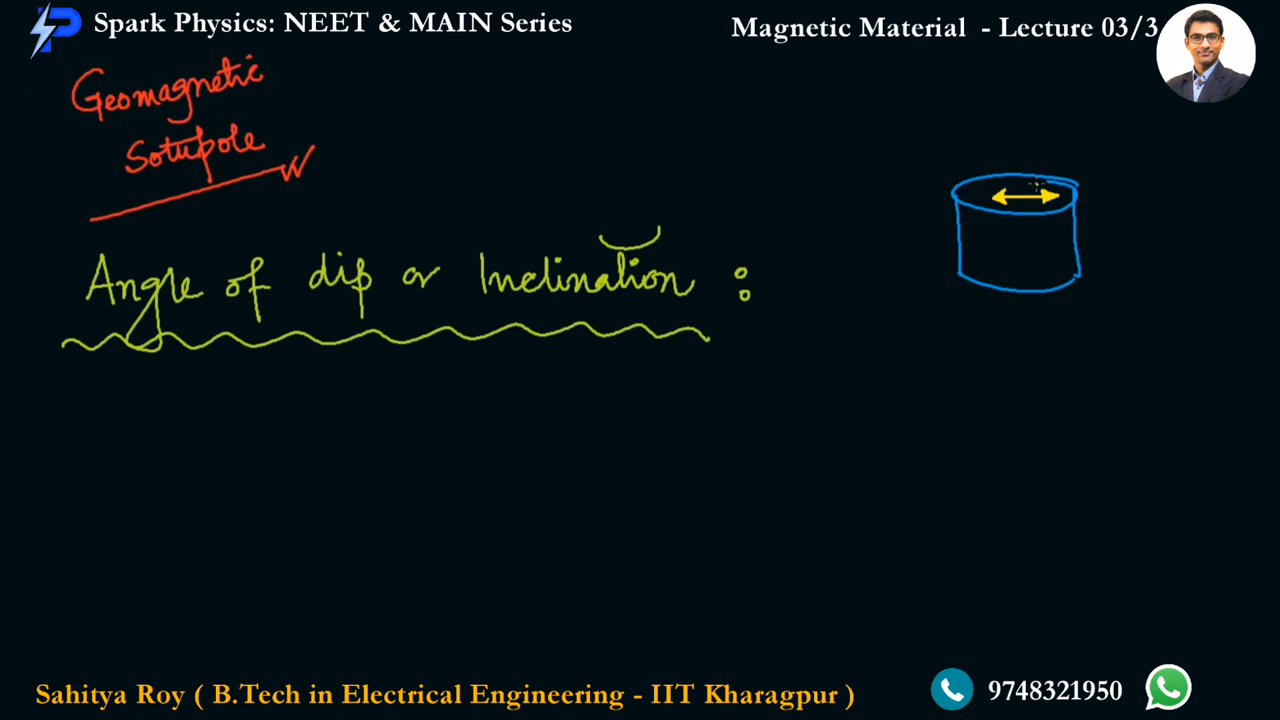 Spark Physics: NEET & MAIN Series
Magnetic Material - Lecture 03/3
Geomagnetic
Sotupole
Angle of dip or Inclination :
Sahitya Roy ( B.Tech in Electrical Engineering - IIT Kharagpur )
9748321950